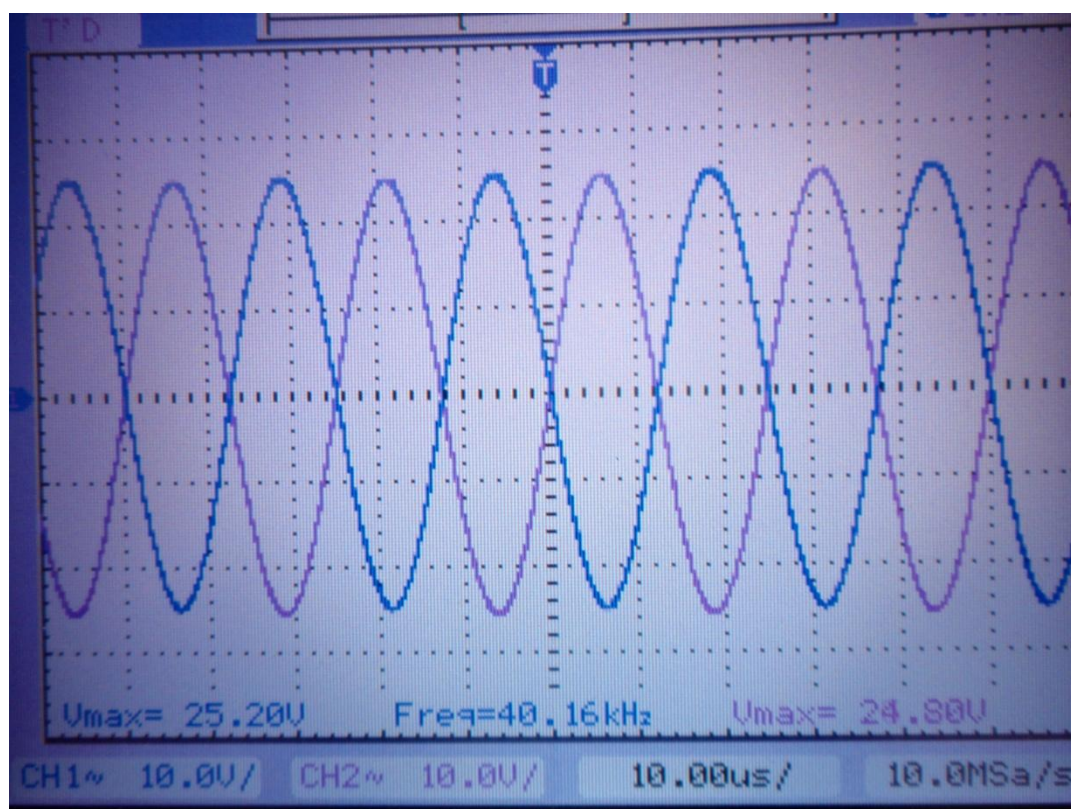 T'D
T
Vmax= 25.20V Freq=40.16kHz Vmax= 24.80V
CH1~ 10.0V/ CH2~ 10.0V/ 10.00us/ 10.0MSa/s